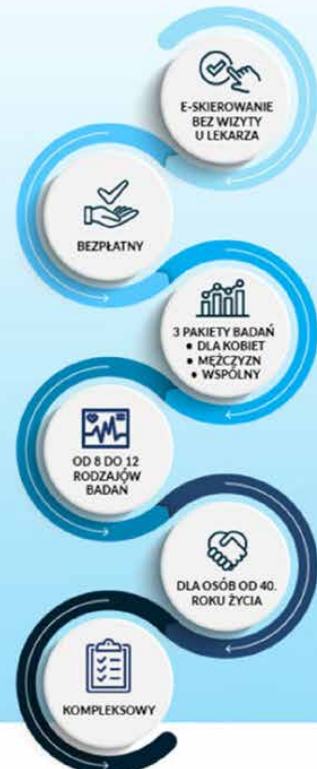 E-SKIEROWANIE
BEZ WIZYTY
U LEKARZA
BEZPŁATNY
3 PAKIETY BADAŃ
• DLA KOBIET
• MĘŻCZYZN
• WSPÓLNY
OD 8 DO 12
RODZAJÓW
BADAŃ
DLA OSÓB OD 40.
ROKU ŻYCIA
KOMPLEKSOWY